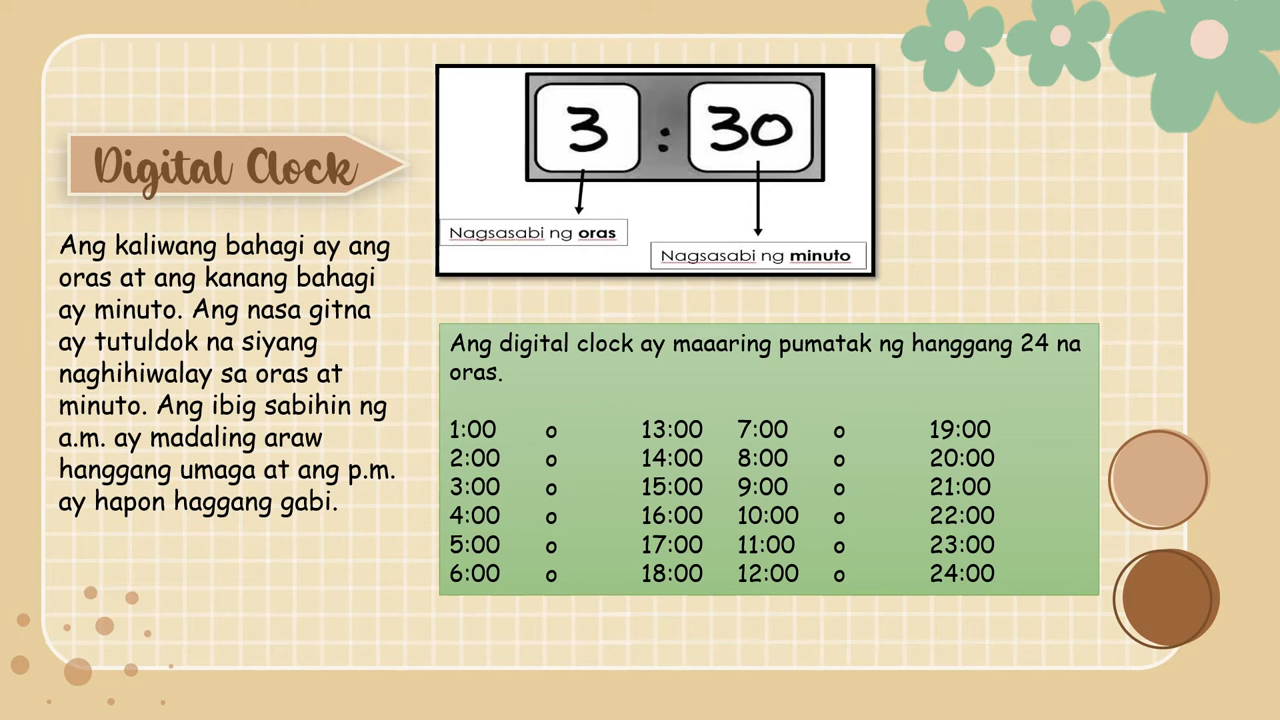 Digital Clock
Ang kaliwang bahagi ay ang
oras at ang kanang bahagi
ay minuto. Ang nasa gitna
ay tutuldok na siyang
naghihiwalay sa oras at
minuto. Ang ibig sabihin ng
a.m. ay madaling araw
hanggang umaga at ang p.m.
ay hapon haggang gabi.
3 : 30
Nagsasabi ng oras
Nagsasabi ng minuto
Ang digital clock ay maaaring pumatak ng hanggang 24 na
oras.
1:00 o 13:00 7:00 o 19:00
2:00 o 14:00 8:00 o 20:00
3:00 o 15:00 9:00 o 21:00
4:00 o 16:00 10:00 o 22:00
5:00 o 17:00 11:00 o 23:00
6:00 o 18:00 12:00 o 24:00